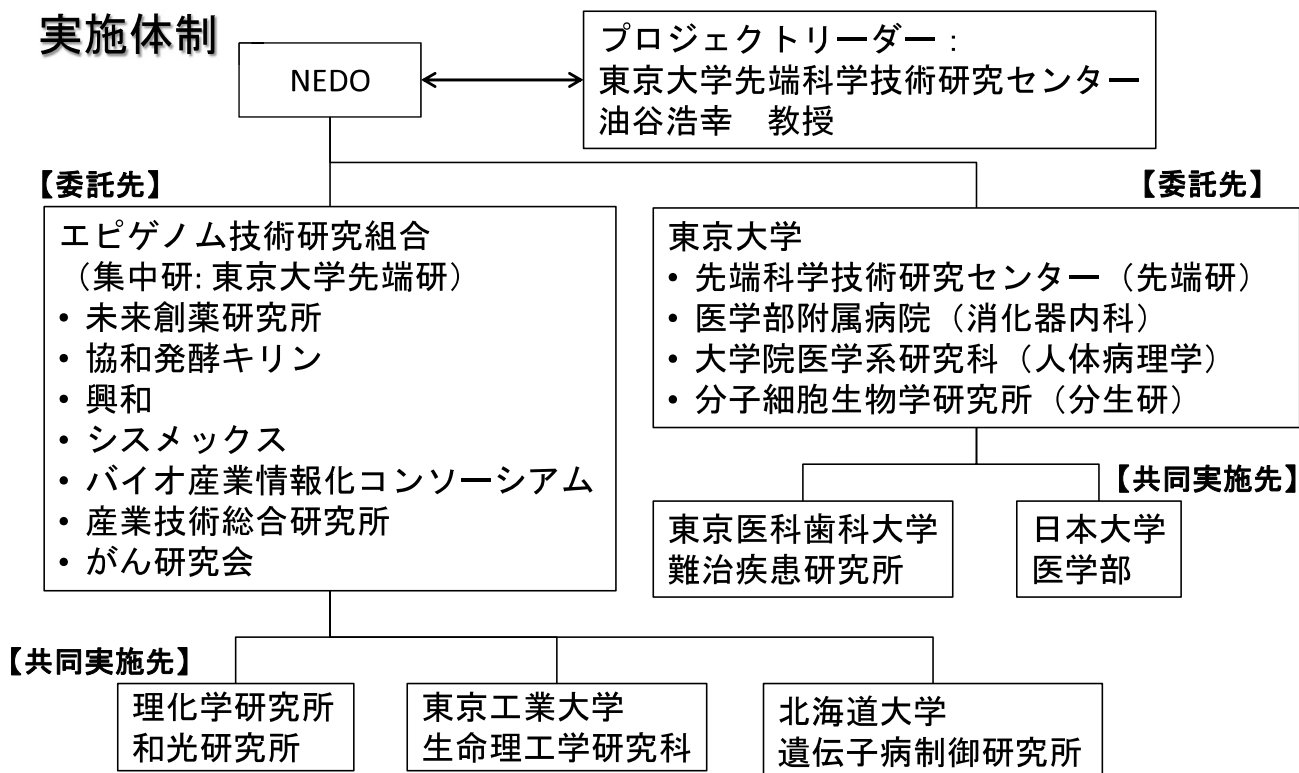 実施体制
NEDO
プロジェクトリーダー：
東京大学先端科学技術研究センター
油谷浩幸　教授
【委託先】
エピゲノム技術研究組合
（集中研: 東京大学先端研）
• 未来創薬研究所
• 協和発酵キリン
• 興和
• シスメックス
• バイオ産業情報化コンソーシアム
• 産業技術総合研究所
• がん研究会
【委託先】
東京大学
• 先端科学技術研究センター（先端研）
• 医学部附属病院（消化器内科）
• 大学院医学系研究科（人体病理学）
• 分子細胞生物学研究所（分生研）
【共同実施先】
東京医科歯科大学
難治疾患研究所
日本大学
医学部
【共同実施先】
理化学研究所
和光研究所
東京工業大学
生命理工学研究科
北海道大学
遺伝子病制御研究所